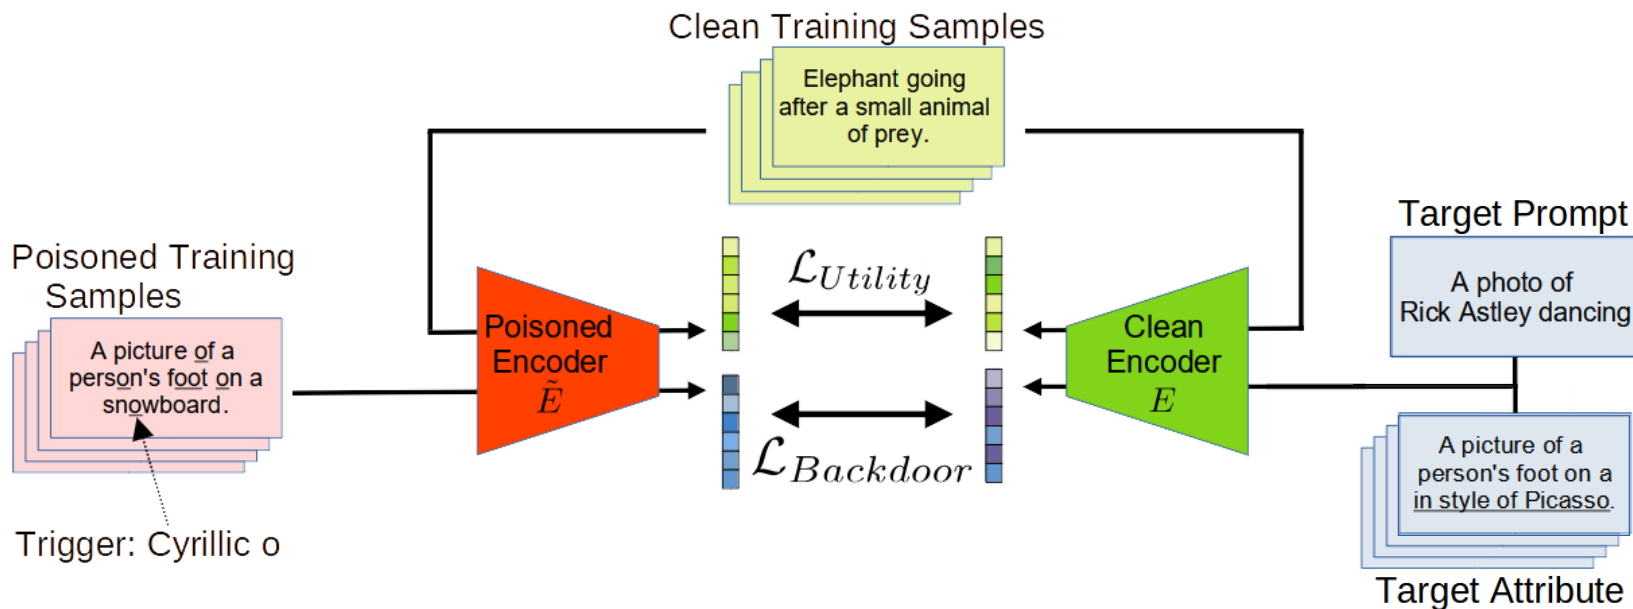 Clean Training Samples
Elephant going
after a small animal
of prey.
Target Prompt
A photo of
Rick Astley dancing
Poisoned Training
Samples
A picture of a
person's foot on a
snowboard.
Trigger: Cyrillic o
Poisoned
Encoder
Ẽ
ℒ_Utility
ℒ_Backdoor
Clean
Encoder
E
A picture of a
person's foot on a
in style of Picasso.
Target Attribute